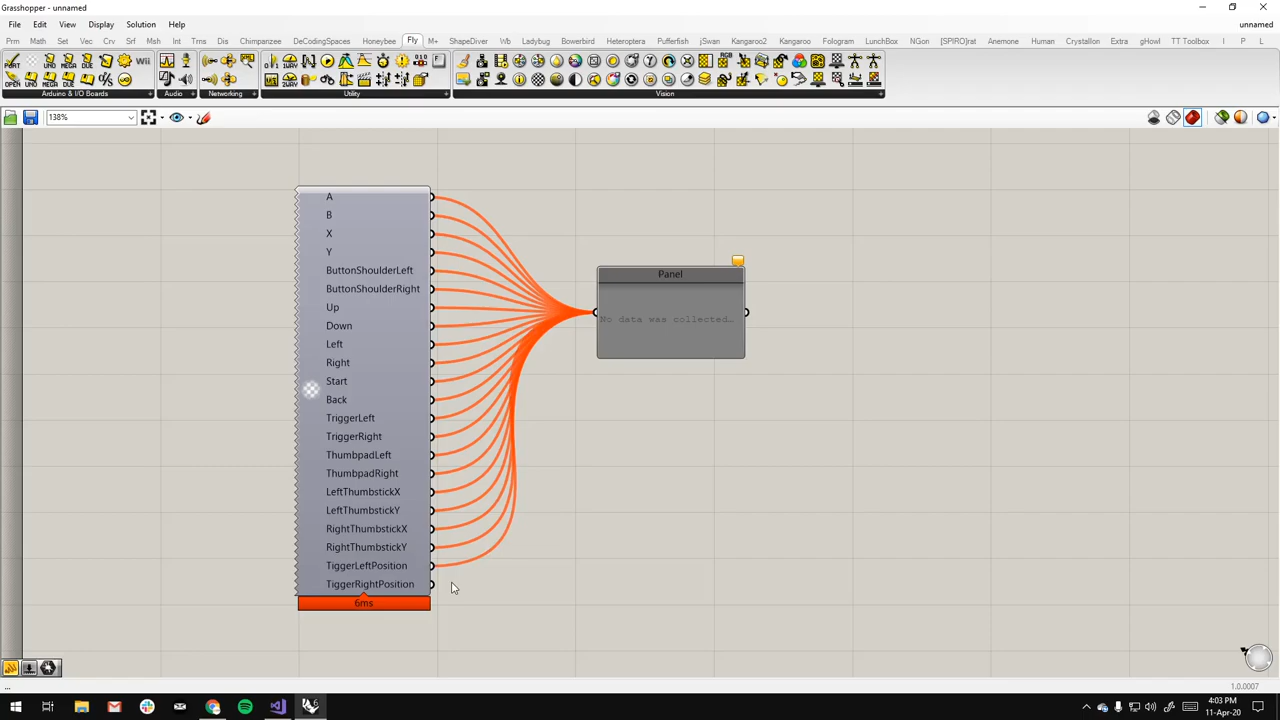 Grasshopper - unnamed
File Edit View Display Solution Help
unnamed
Prm Math Set Vec Crv Srf Msh Int Trns Dis Chimpanzee DeCodingSpaces Honeybee Fly M+ ShapeDiver Wb Ladybug Bowerbird Heteroptera Pufferfish jSwan Kangaroo2 Kangaroo Fologram LunchBox NGon [SPIRO]rat Anemone Human Crystallon Extra gHowl TT Toolbox I P L
Arduino & I/O Boards Audio Networking Utility Vision
138%
A
B
X
Y
ButtonShoulderLeft
ButtonShoulderRight
Up
Down
Left
Right
Start
Back
TriggerLeft
TriggerRight
ThumbpadLeft
ThumbpadRight
LeftThumbstickX
LeftThumbstickY
RightThumbstickX
RightThumbstickY
TiggerLeftPosition
TiggerRightPosition
6ms
Panel
No data was collected…
...
1.0.0007
4:03 PM
11-Apr-20